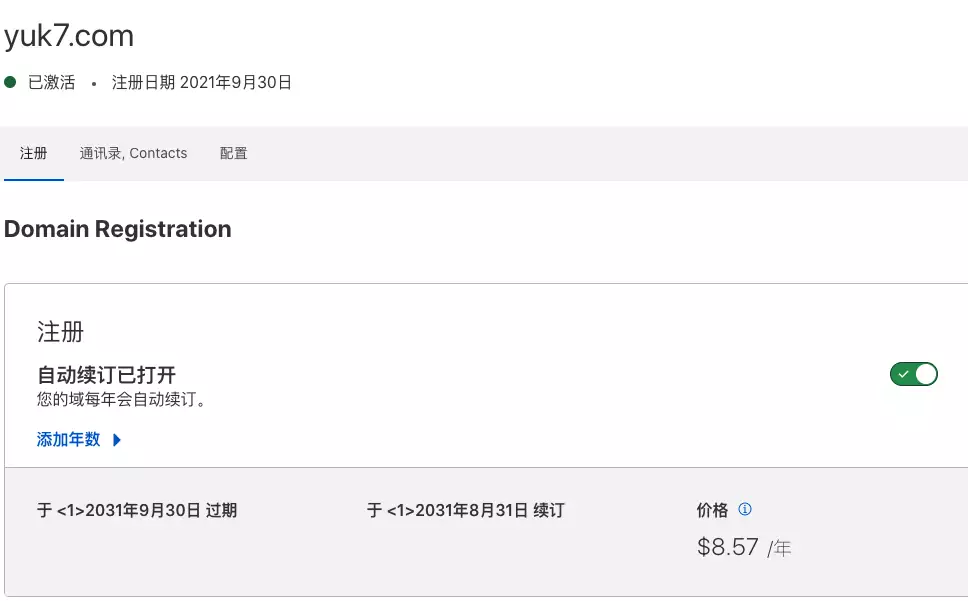 yuk7.com
已激活 • 注册日期 2021年9月30日
注册 通讯录, Contacts 配置
Domain Registration
注册
自动续订已打开
您的域每年会自动续订。
添加年数
于 <1>2031年9月30日 过期 于 <1>2031年8月31日 续订 价格
$8.57 /年